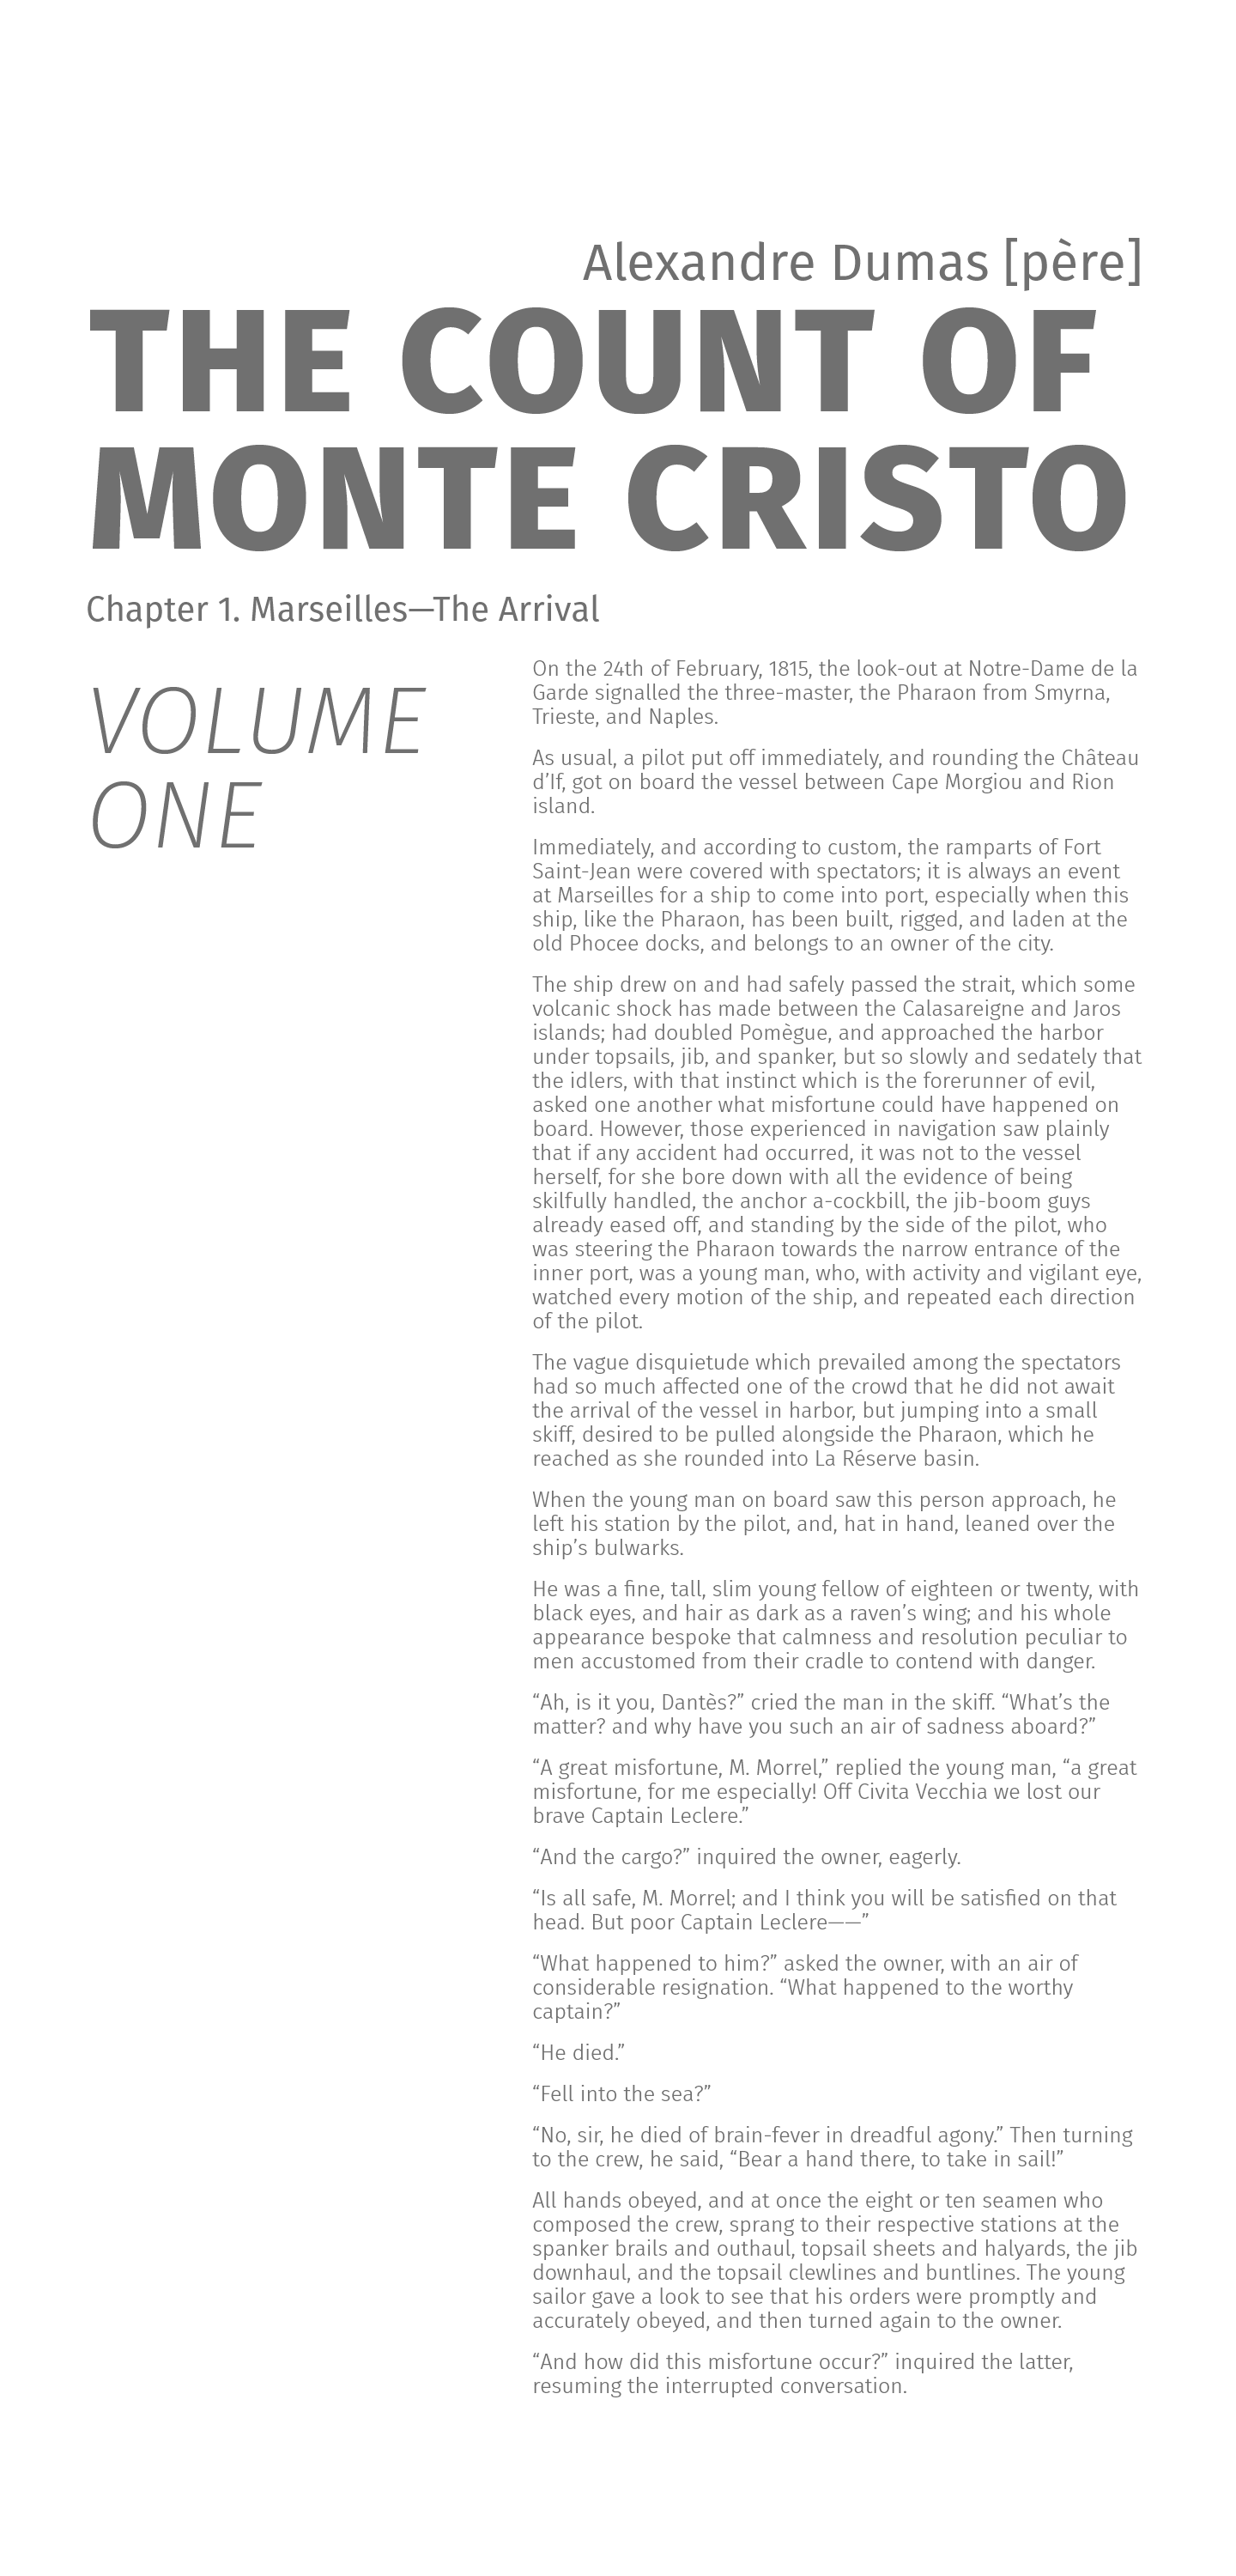 Alexandre Dumas [père]
THE COUNT OF
MONTE CRISTO
Chapter 1. Marseilles—The Arrival
VOLUME
ONE
On the 24th of February, 1815, the look-out at Notre-Dame de la
Garde signalled the three-master, the Pharaon from Smyrna,
Trieste, and Naples.
As usual, a pilot put off immediately, and rounding the Château
d’If, got on board the vessel between Cape Morgiou and Rion
island.
Immediately, and according to custom, the ramparts of Fort
Saint-Jean were covered with spectators; it is always an event
at Marseilles for a ship to come into port, especially when this
ship, like the Pharaon, has been built, rigged, and laden at the
old Phocee docks, and belongs to an owner of the city.
The ship drew on and had safely passed the strait, which some
volcanic shock has made between the Calasareigne and Jaros
islands; had doubled Pomègue, and approached the harbor
under topsails, jib, and spanker, but so slowly and sedately that
the idlers, with that instinct which is the forerunner of evil,
asked one another what misfortune could have happened on
board. However, those experienced in navigation saw plainly
that if any accident had occurred, it was not to the vessel
herself, for she bore down with all the evidence of being
skilfully handled, the anchor a-cockbill, the jib-boom guys
already eased off, and standing by the side of the pilot, who
was steering the Pharaon towards the narrow entrance of the
inner port, was a young man, who, with activity and vigilant eye,
watched every motion of the ship, and repeated each direction
of the pilot.
The vague disquietude which prevailed among the spectators
had so much affected one of the crowd that he did not await
the arrival of the vessel in harbor, but jumping into a small
skiff, desired to be pulled alongside the Pharaon, which he
reached as she rounded into La Réserve basin.
When the young man on board saw this person approach, he
left his station by the pilot, and, hat in hand, leaned over the
ship’s bulwarks.
He was a fine, tall, slim young fellow of eighteen or twenty, with
black eyes, and hair as dark as a raven’s wing; and his whole
appearance bespoke that calmness and resolution peculiar to
men accustomed from their cradle to contend with danger.
“Ah, is it you, Dantès?” cried the man in the skiff. “What’s the
matter? and why have you such an air of sadness aboard?”
“A great misfortune, M. Morrel,” replied the young man, “a great
misfortune, for me especially! Off Civita Vecchia we lost our
brave Captain Leclere.”
“And the cargo?” inquired the owner, eagerly.
“Is all safe, M. Morrel; and I think you will be satisfied on that
head. But poor Captain Leclere——”
“What happened to him?” asked the owner, with an air of
considerable resignation. “What happened to the worthy
captain?”
“He died.”
“Fell into the sea?”
“No, sir, he died of brain-fever in dreadful agony.” Then turning
to the crew, he said, “Bear a hand there, to take in sail!”
All hands obeyed, and at once the eight or ten seamen who
composed the crew, sprang to their respective stations at the
spanker brails and outhaul, topsail sheets and halyards, the jib
downhaul, and the topsail clewlines and buntlines. The young
sailor gave a look to see that his orders were promptly and
accurately obeyed, and then turned again to the owner.
“And how did this misfortune occur?” inquired the latter,
resuming the interrupted conversation.